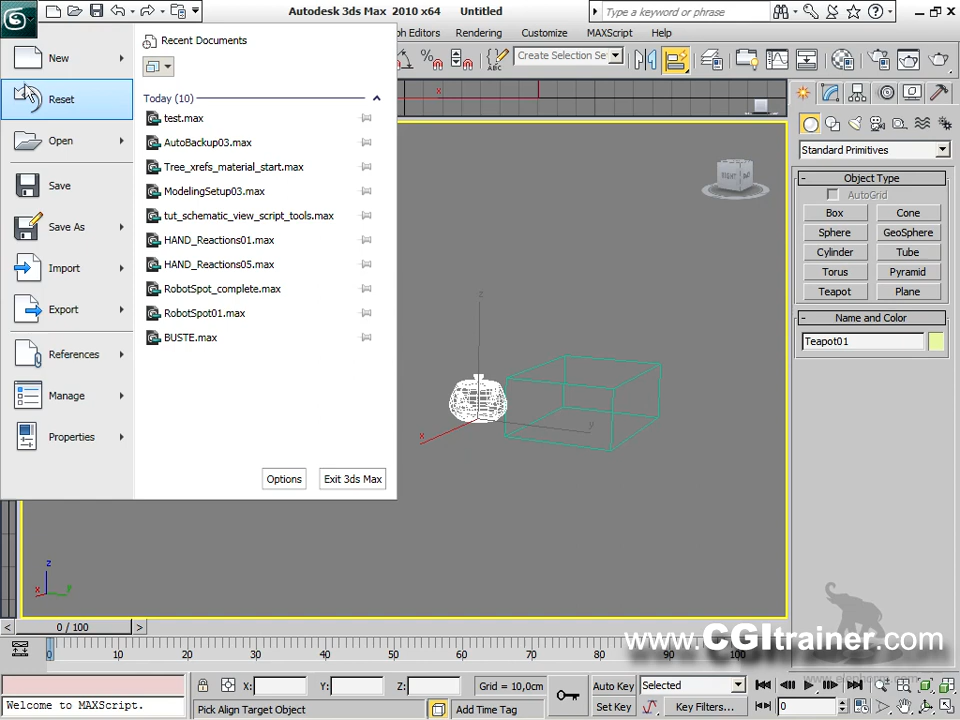 Autodesk 3ds Max 2010 x64 Untitled
Type a keyword or phrase
ph Editors Rendering Customize MAXScript Help
Create Selection Se
ABC
New
Reset
Open
Save
Save As
Import
Export
References
Manage
Properties
Recent Documents
Today (10)
test.max
AutoBackup03.max
Tree_xrefs_material_start.max
ModelingSetup03.max
tut_schematic_view_script_tools.max
HAND_Reactions01.max
HAND_Reactions05.max
RobotSpot_complete.max
RobotSpot01.max
BUSTE.max
Options Exit 3ds Max
x
RIGHT
z
x
y
z
x
y
Standard Primitives
- Object Type
AutoGrid
Box Cone
Sphere GeoSphere
Cylinder Tube
Torus Pyramid
Teapot Plane
- Name and Color
Teapot01
< 0 / 100 >
0 10 20 30 40 50 60 70 80 90
www.CGItrainer.com
X: Y: Z: Grid = 10,0cm
Auto Key Selected
Welcome to MAXScript.
Pick Align Target Object
Add Time Tag
Set Key Key Filters...
0